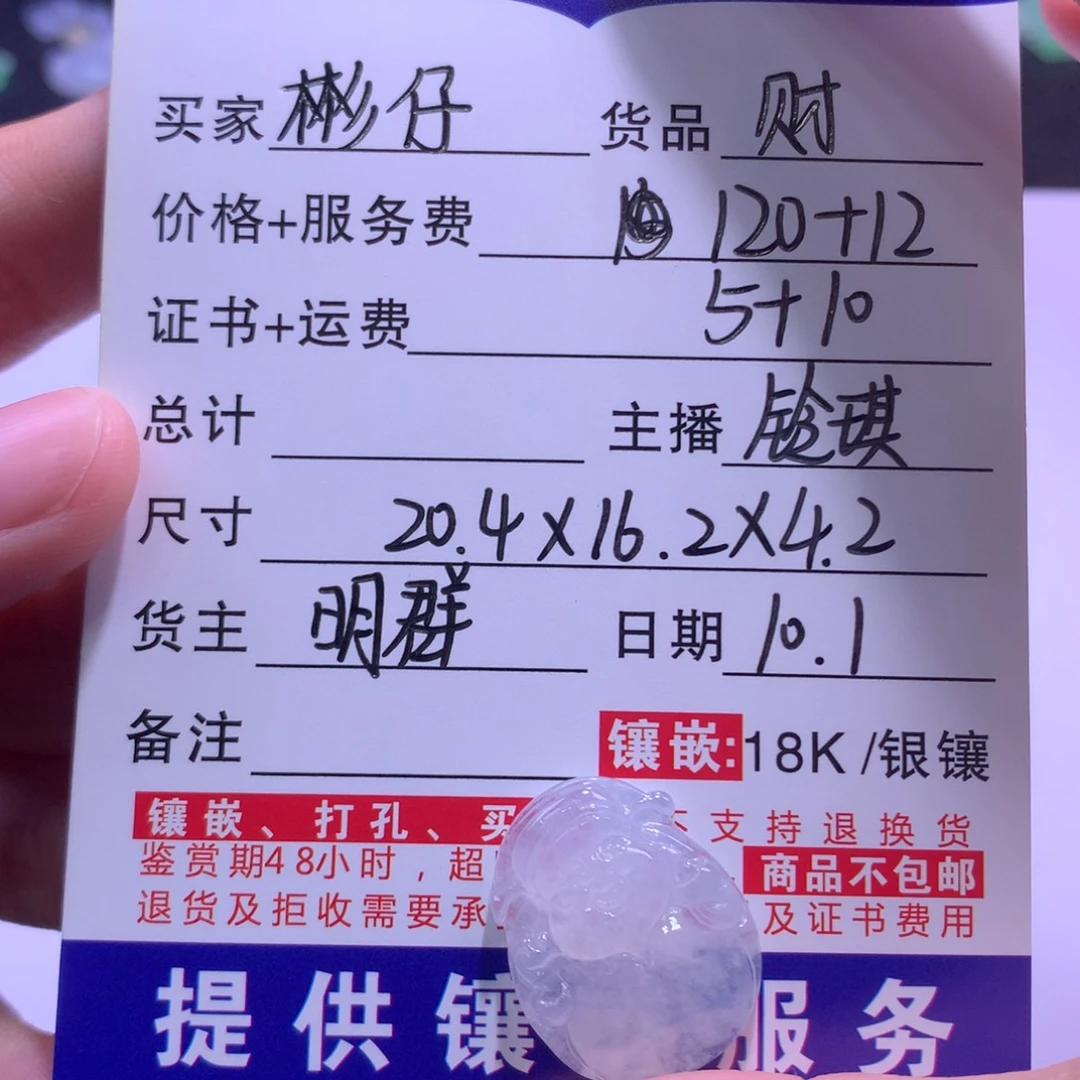 买家 彬仔 货品 财
价格+服务费 120+12
证书+运费 5+10
总计 主播 铃琪
尺寸 20.4X16.2X4.2
货主 明群 日期 10.1
备注 镶嵌:18K/银镶
镶嵌、打孔、买 支持退换货
鉴赏期48小时，超 商品不包邮
退货及拒收需要承 及证书费用
提供镶 服务